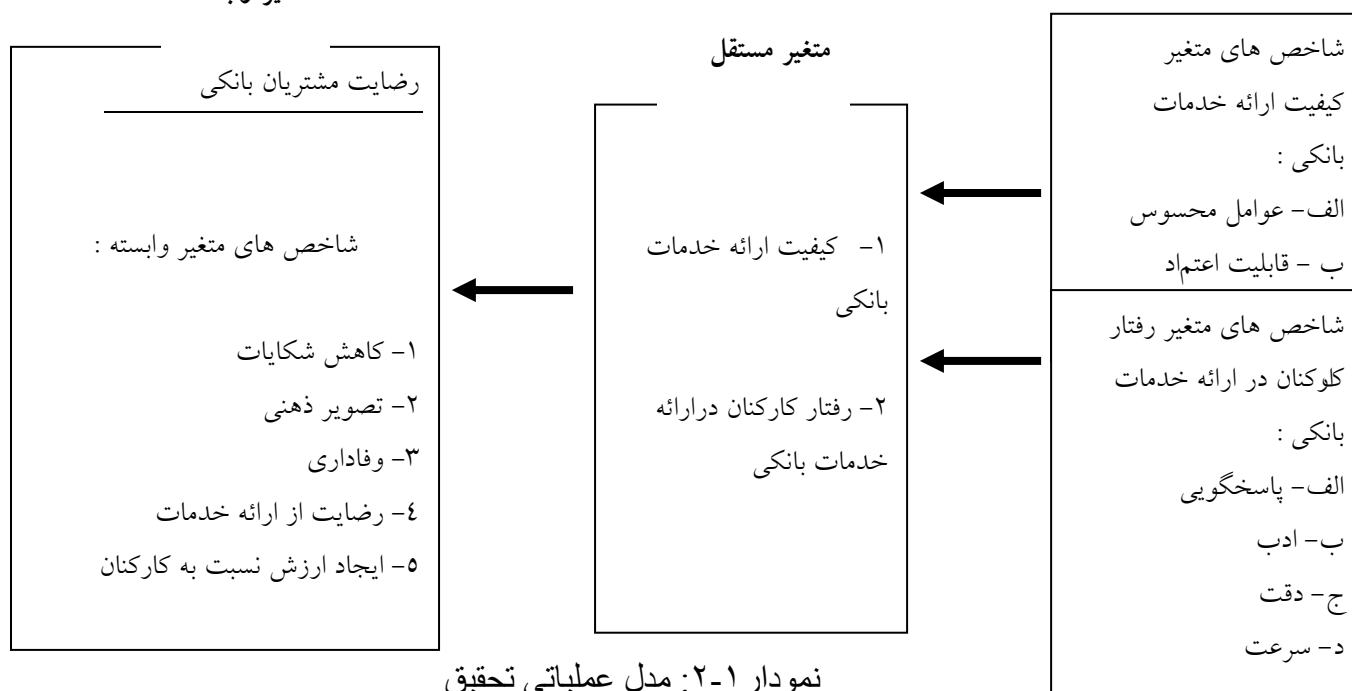 شاخص های متغیر
کیفیت ارائه خدمات
بانکی :
الف- عوامل محسوس
ب - قابلیت اعتماد
شاخص های متغیر رفتار
کلوکنان در ارائه خدمات
بانکی :
الف- پاسخگویی
ب- ادب
ج- دقت
د- سرعت
متغیر مستقل
۱- کیفیت ارائه خدمات
بانکی
۲- رفتار کارکنان درارائه
خدمات بانکی
رضایت مشتریان بانکی
شاخص های متغیر وابسته :
۱- کاهش شکایات
۲- تصویر ذهنی
۳- وفاداری
٤- رضایت از ارائه خدمات
٥- ایجاد ارزش نسبت به کارکنان
نمودار ۱-۲: مدل عملیاتی تحقیق